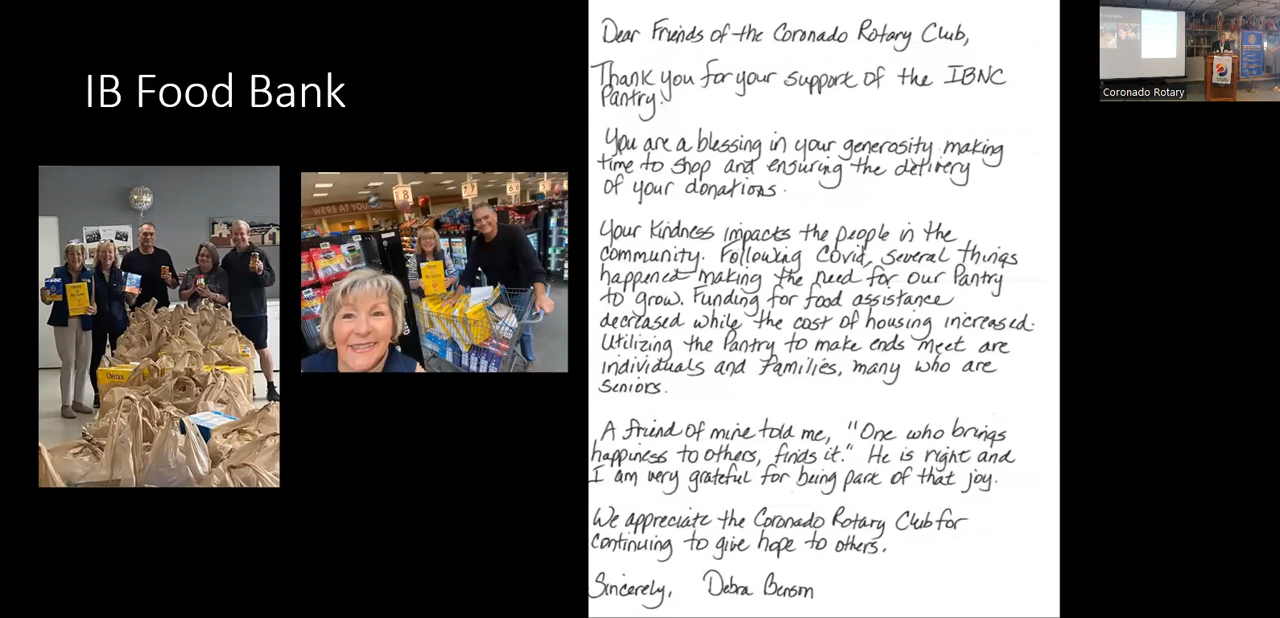 IB Food Bank
Dear Friends of the Coronado Rotary Club,
Thank you for your support of the IBNC
Pantry.
You are a blessing in your generosity making
time to shop and ensuring the delivery
of your donations.
Your kindness impacts the people in the
community. Following Covid, several things
happened making the need for our Pantry
to grow. Funding for food assistance
decreased while the cost of housing increased.
Utilizing the Pantry to make ends meet are
individuals and families, many who are
seniors.
A friend of mine told me, "One who brings
happiness to others, finds it." He is right and
I am very grateful for being part of that joy.
We appreciate the Coronado Rotary Club for
continuing to give hope to others.
Sincerely, Debra Benson
Coronado Rotary
WE'RE AT YOU